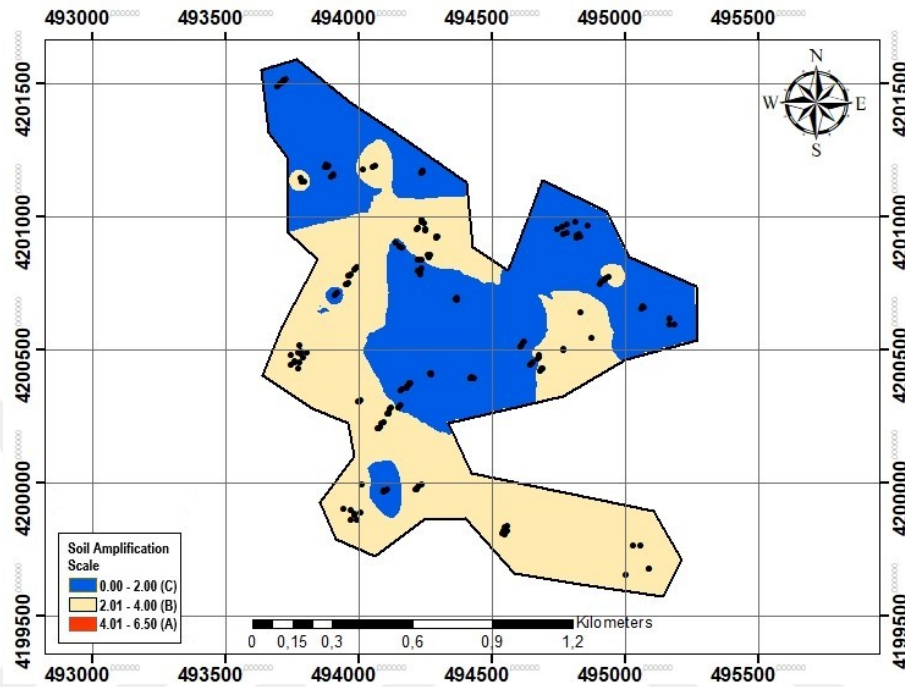 493000 493500 494000 494500 495000 495500
N
W E
S
4201500 4201500
4201000 4201000
4200500 4200500
4200000 4200000
4199500 4199500
Soil Amplification
Scale
0.00 - 2.00 (C)
2.01 - 4.00 (B)
4.01 - 6.50 (A)
Kilometers
0 0,15 0,3 0,6 0,9 1,2
493000 493500 494000 494500 495000 495500